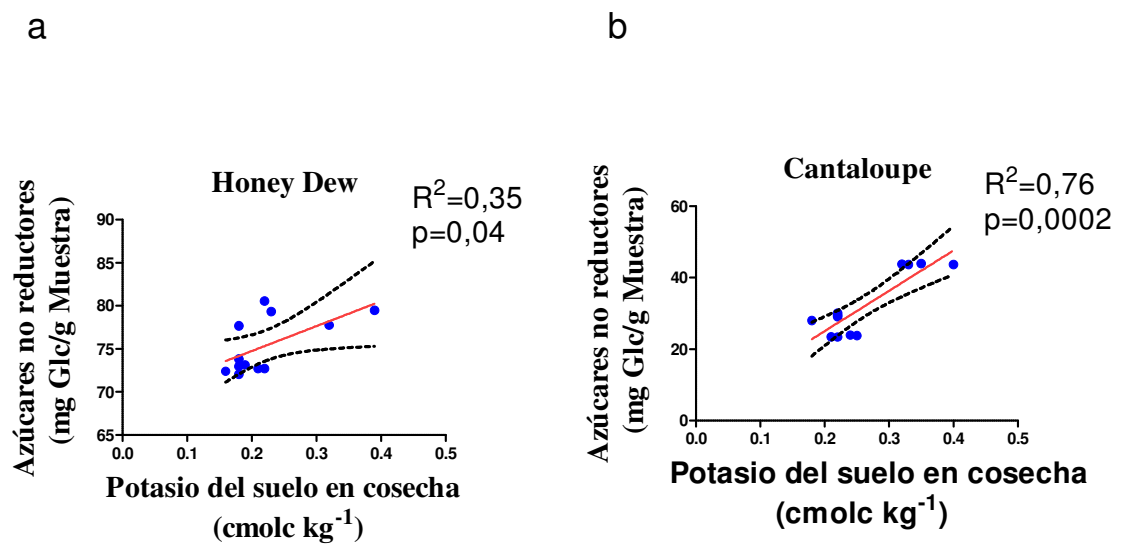 a
Honey Dew
R²=0,35
p=0,04
Azúcares no reductores
(mg Glc/g Muestra)
90
85
80
75
70
65
0.0 0.1 0.2 0.3 0.4 0.5
Potasio del suelo en cosecha
(cmolc kg⁻¹)
b
Cantaloupe
R²=0,76
p=0,0002
Azúcares no reductores
(mg Glc/g Muestra)
60
40
20
0
0.0 0.1 0.2 0.3 0.4 0.5
Potasio del suelo en cosecha
(cmolc kg⁻¹)